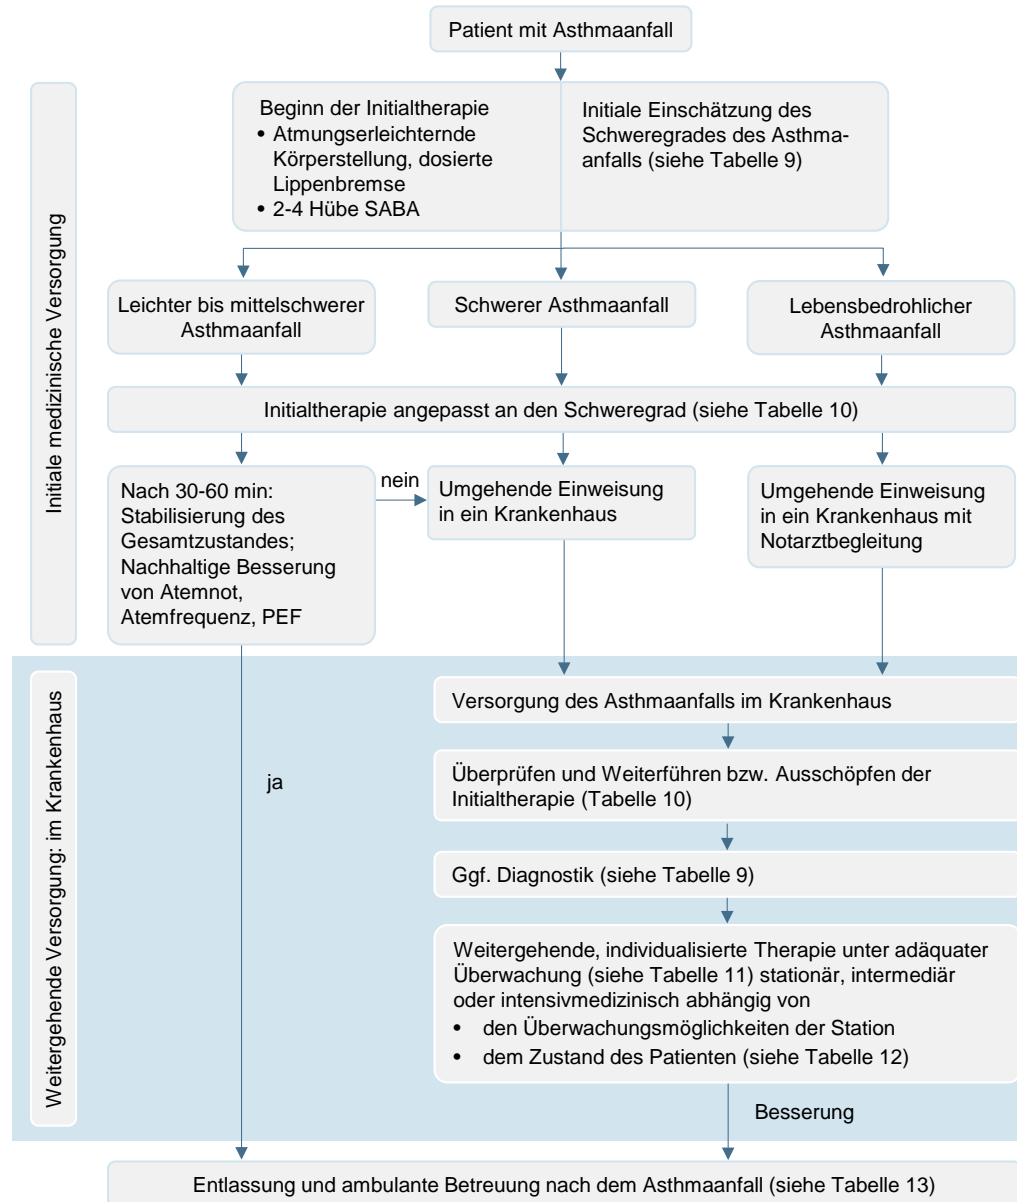 Patient mit Asthmaanfall
Beginn der Initialtherapie
• Atmungserleichternde
Körperstellung, dosierte
Lippenbremse
• 2-4 Hübe SABA
Initiale Einschätzung des
Schweregrades des Asthma-
anfalls (siehe Tabelle 9)
Initiale medizinische Versorgung
Leichter bis mittelschwerer
Asthmaanfall
Schwerer Asthmaanfall
Lebensbedrohlicher
Asthmaanfall
Initialtherapie angepasst an den Schweregrad (siehe Tabelle 10)
Nach 30-60 min:
Stabilisierung des
Gesamtzustandes;
Nachhaltige Besserung
von Atemnot,
Atemfrequenz, PEF
nein
Umgehende Einweisung
in ein Krankenhaus
Umgehende Einweisung
in ein Krankenhaus mit
Notarztbegleitung
Weitergehende Versorgung: im Krankenhaus
ja
Versorgung des Asthmaanfalls im Krankenhaus
Überprüfen und Weiterführen bzw. Ausschöpfen der
Initialtherapie (Tabelle 10)
Ggf. Diagnostik (siehe Tabelle 9)
Weitergehende, individualisierte Therapie unter adäquater
Überwachung (siehe Tabelle 11) stationär, intermediär
oder intensivmedizinisch abhängig von
• den Überwachungsmöglichkeiten der Station
• dem Zustand des Patienten (siehe Tabelle 12)
Besserung
Entlassung und ambulante Betreuung nach dem Asthmaanfall (siehe Tabelle 13)